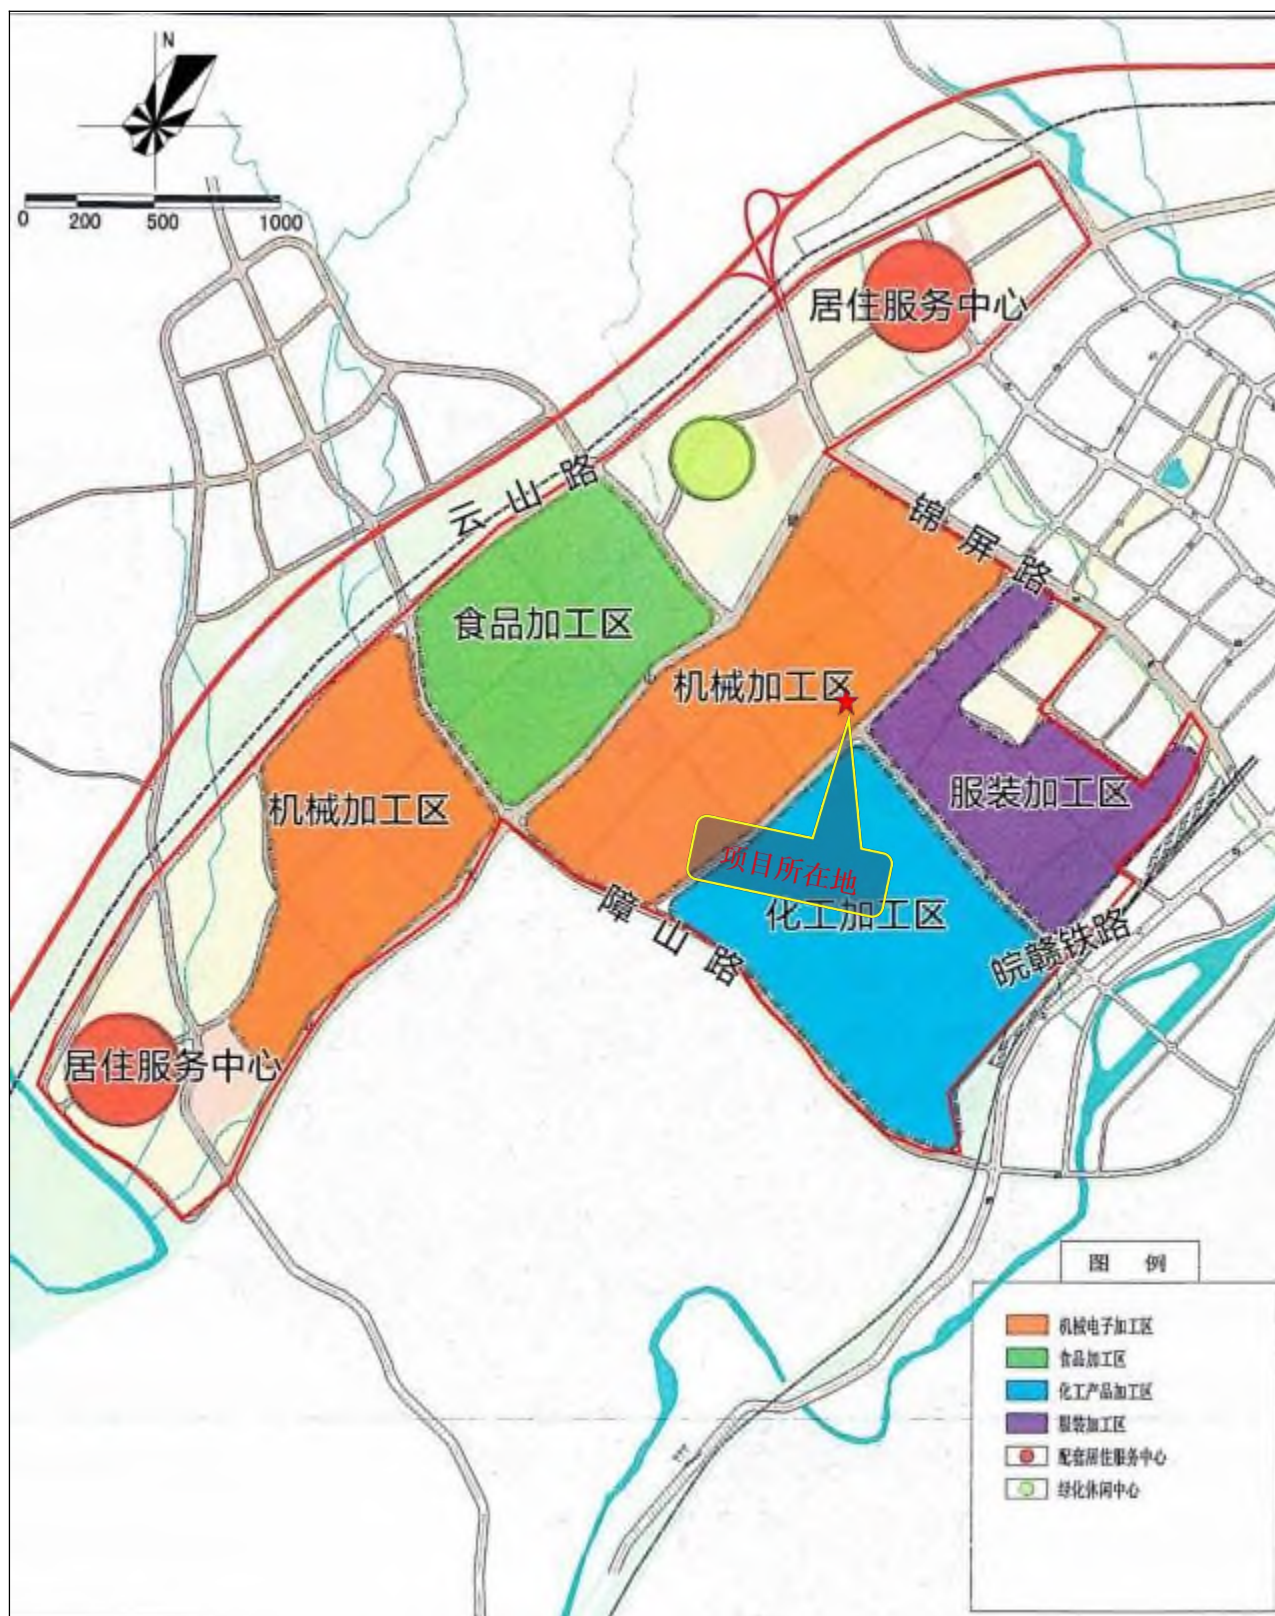 N
0 200 500 1000
居住服务中心
云山路
锦屏路
食品加工区
机械加工区
机械加工区
服装加工区
项目所在地
化工加工区
障山路
皖赣铁路
居住服务中心
图 例
机械电子加工区
食品加工区
化工产品加工区
服装加工区
配套居住服务中心
绿化休闲中心